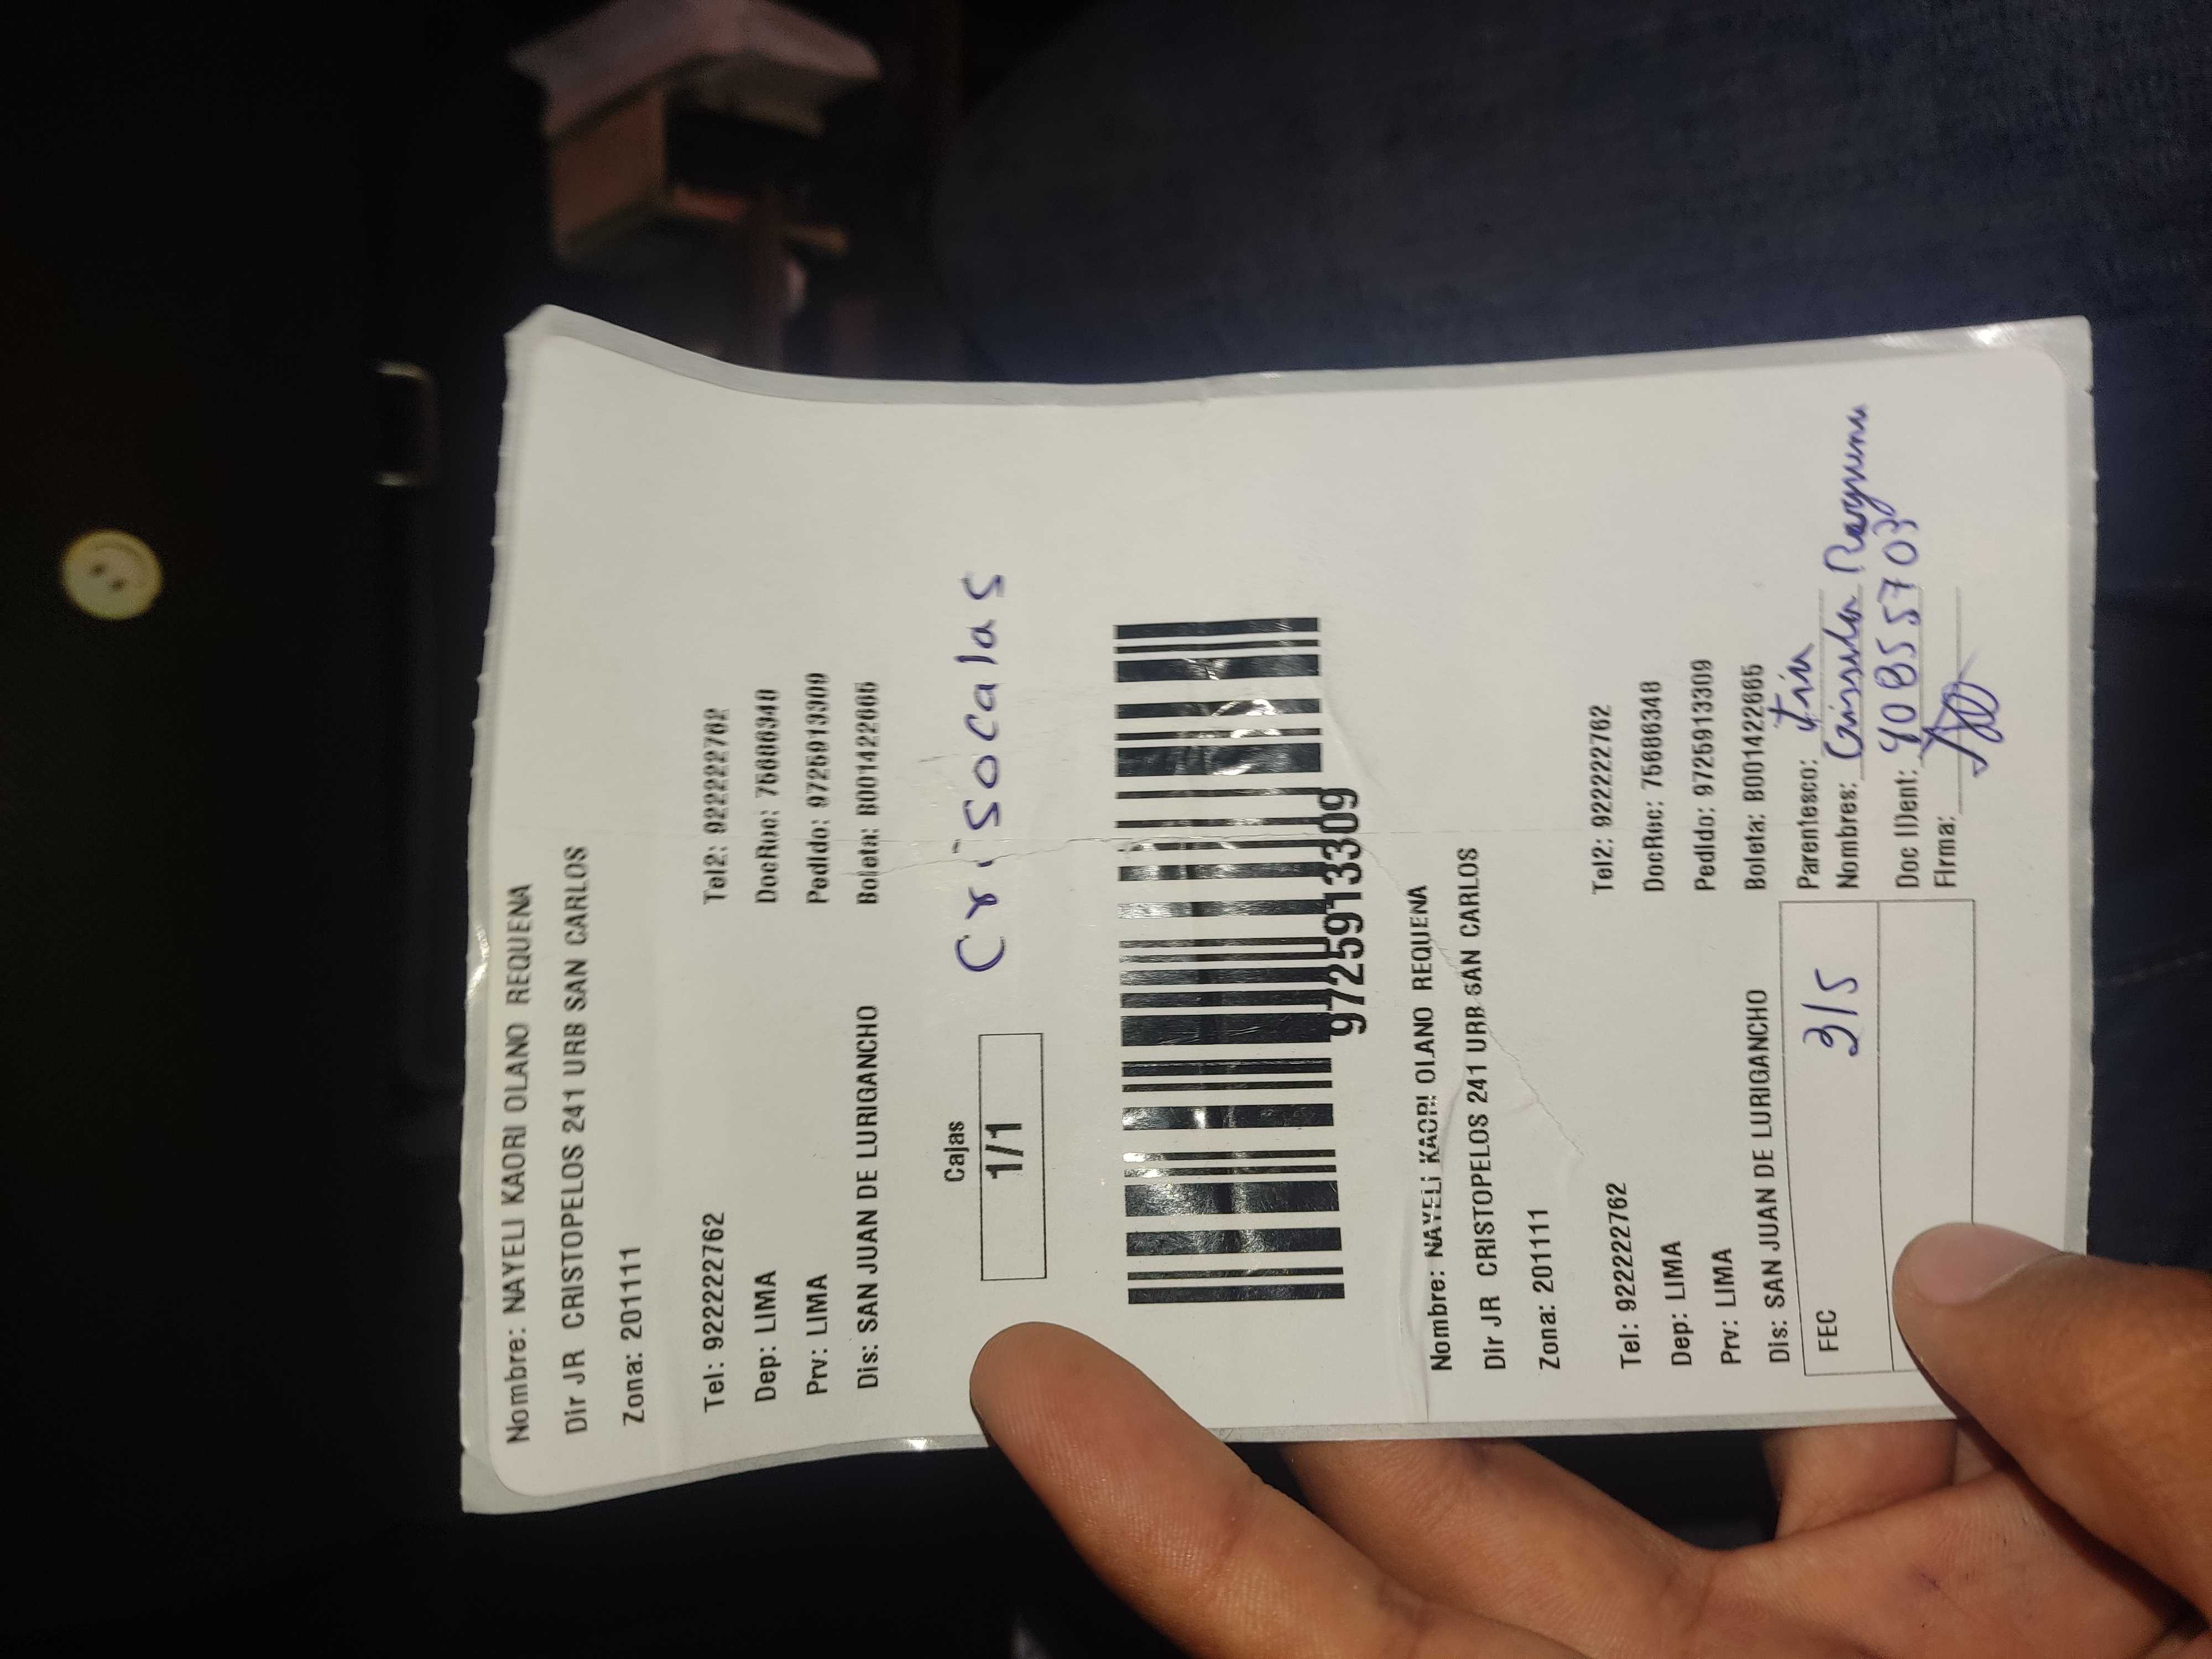 Nombre: NAYELI KAORI OLANO REQUENA
Dir JR CRISTOPELOS 241 URB SAN CARLOS
Zona: 201111
Tel: 922222762 Tel2: 922222762
Dep: LIMA DocRec: 75686348
Prv: LIMA Pedido: 9725913309
Dis: SAN JUAN DE LURIGANCHO Boleta: B001422665
Cajas
1/1 Crisocalas
9725913309
Nombre: NAYELI KAORI OLANO REQUENA
Dir JR CRISTOPELOS 241 URB SAN CARLOS
Zona: 201111
Tel: 922222762 Tel2: 922222762
Dep: LIMA DocRec: 75686348
Prv: LIMA Pedido: 9725913309
Dis: SAN JUAN DE LURIGANCHO Boleta: B001422665
FEC 3/5 Parentesco: tia
Nombres:
Doc IDent: 40855703
Firma: